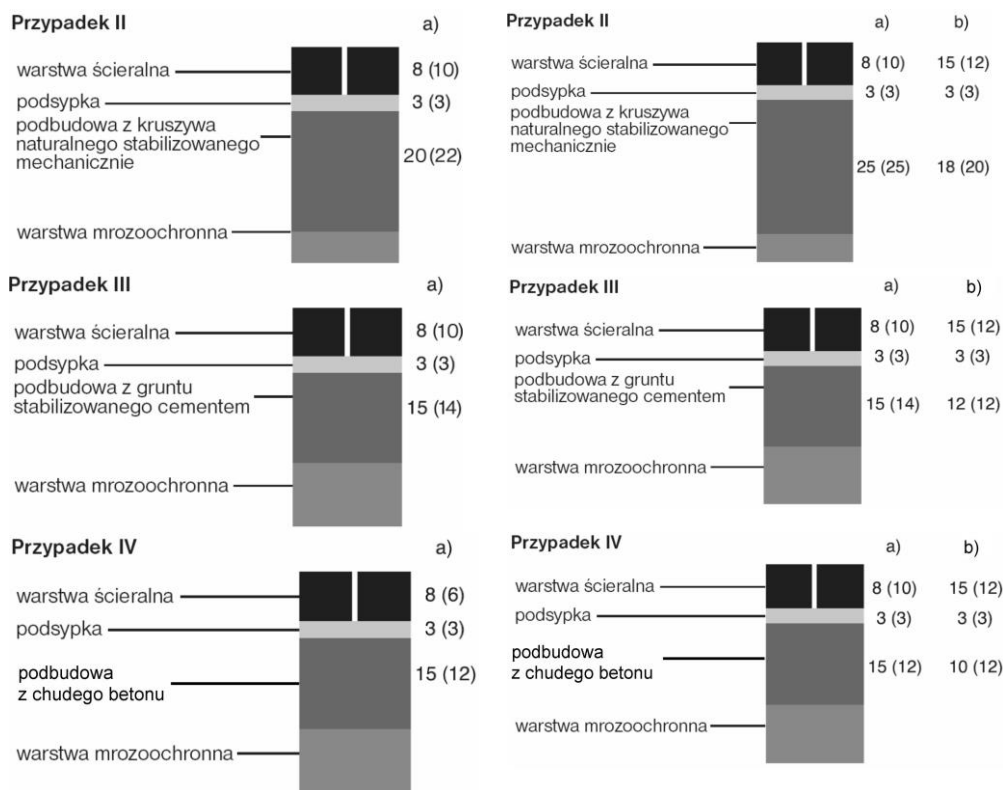 Przypadek II a)
warstwa ścieralna 8 (10)
podsypka 3 (3)
podbudowa z kruszywa
naturalnego stabilizowanego
mechanicznie
20 (22)
warstwa mrozoochronna
Przypadek III a)
warstwa ścieralna 8 (10)
podsypka 3 (3)
podbudowa z gruntu
stabilizowanego cementem
15 (14)
warstwa mrozoochronna
Przypadek IV a)
warstwa ścieralna 8 (6)
podsypka 3 (3)
podbudowa 15 (12)
z chudego betonu
warstwa mrozoochronna
Przypadek II a) b)
warstwa ścieralna 8 (10) 15 (12)
podsypka 3 (3) 3 (3)
podbudowa z kruszywa
naturalnego stabilizowanego
mechanicznie
25 (25) 18 (20)
warstwa mrozoochronna
Przypadek III a) b)
warstwa ścieralna 8 (10) 15 (12)
podsypka 3 (3) 3 (3)
podbudowa z gruntu
stabilizowanego cementem
15 (14) 12 (12)
warstwa mrozoochronna
Przypadek IV a) b)
warstwa ścieralna 8 (10) 15 (12)
podsypka 3 (3) 3 (3)
podbudowa
z chudego betonu 15 (12) 10 (12)
warstwa mrozoochronna